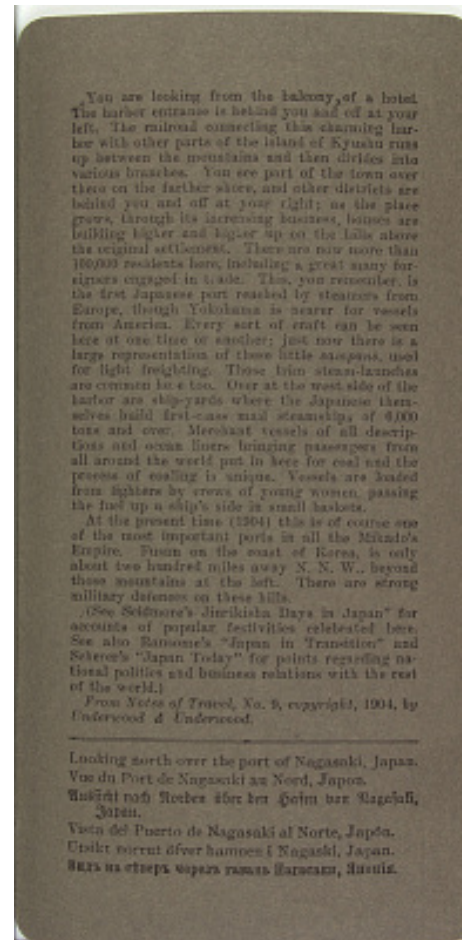 You are looking from the balcony of a hotel.
The harbor entrance is behind you and off at your
left. The railroad connecting this charming har-
bor with other parts of the island of Kyushu runs
up between the mountains and then divides into
various branches. You see part of the town over
there on the farther shore, and other districts are
behind you and off at your right; as the place
grows, through its increasing business, houses are
building higher and higher up on the hills above
the original settlement. There are now more than
100,000 residents here, including a great many for-
eigners engaged in trade. This, you remember, is
the first Japanese port reached by steamers from
Europe, though Yokohama is nearer for vessels
from America. Every sort of craft can be seen
here at one time or another; just now there is a
large representation of those little sampans, used
for light freighting. Those trim steam-launches
are common here too. Over at the west side of the
harbor are ship-yards where the Japanese them-
selves build first-class mail steamships of 6,000
tons and over. Merchant vessels of all descrip-
tions and ocean liners bringing passengers from
all around the world put in here for coal and the
process of coaling is unique. Vessels are loaded
from lighters by crews of young women, passing
the fuel up a ship's side in small baskets.
At the present time (1904) this is of course one
of the most important ports in all the Mikado's
Empire. Fusan on the coast of Korea, is only
about two hundred miles away N. N. W., beyond
those mountains at the left. There are strong
military defenses on these hills.
(See Scidmore's Jinrikisha Days in Japan" for
accounts of popular festivities celebrated here.
See also Ransome's "Japan in Transition" and
Scherer's "Japan Today" for points regarding na-
tional politics and business relations with the rest
of the world.)
From Notes of Travel, No. 9, copyright, 1904, by
Underwood & Underwood.
Looking north over the port of Nagasaki, Japan.
Vue du Port de Nagasaki au Nord, Japon.
Ansicht nach Norden über den Hafen von Nagasaki,
Japan.
Vista del Puerto de Nagasaki al Norte, Japón.
Utsikt norrut öfver hamnen i Nagaski, Japan.
Видъ на сѣверъ черезъ гавань Нагасаки, Японія.